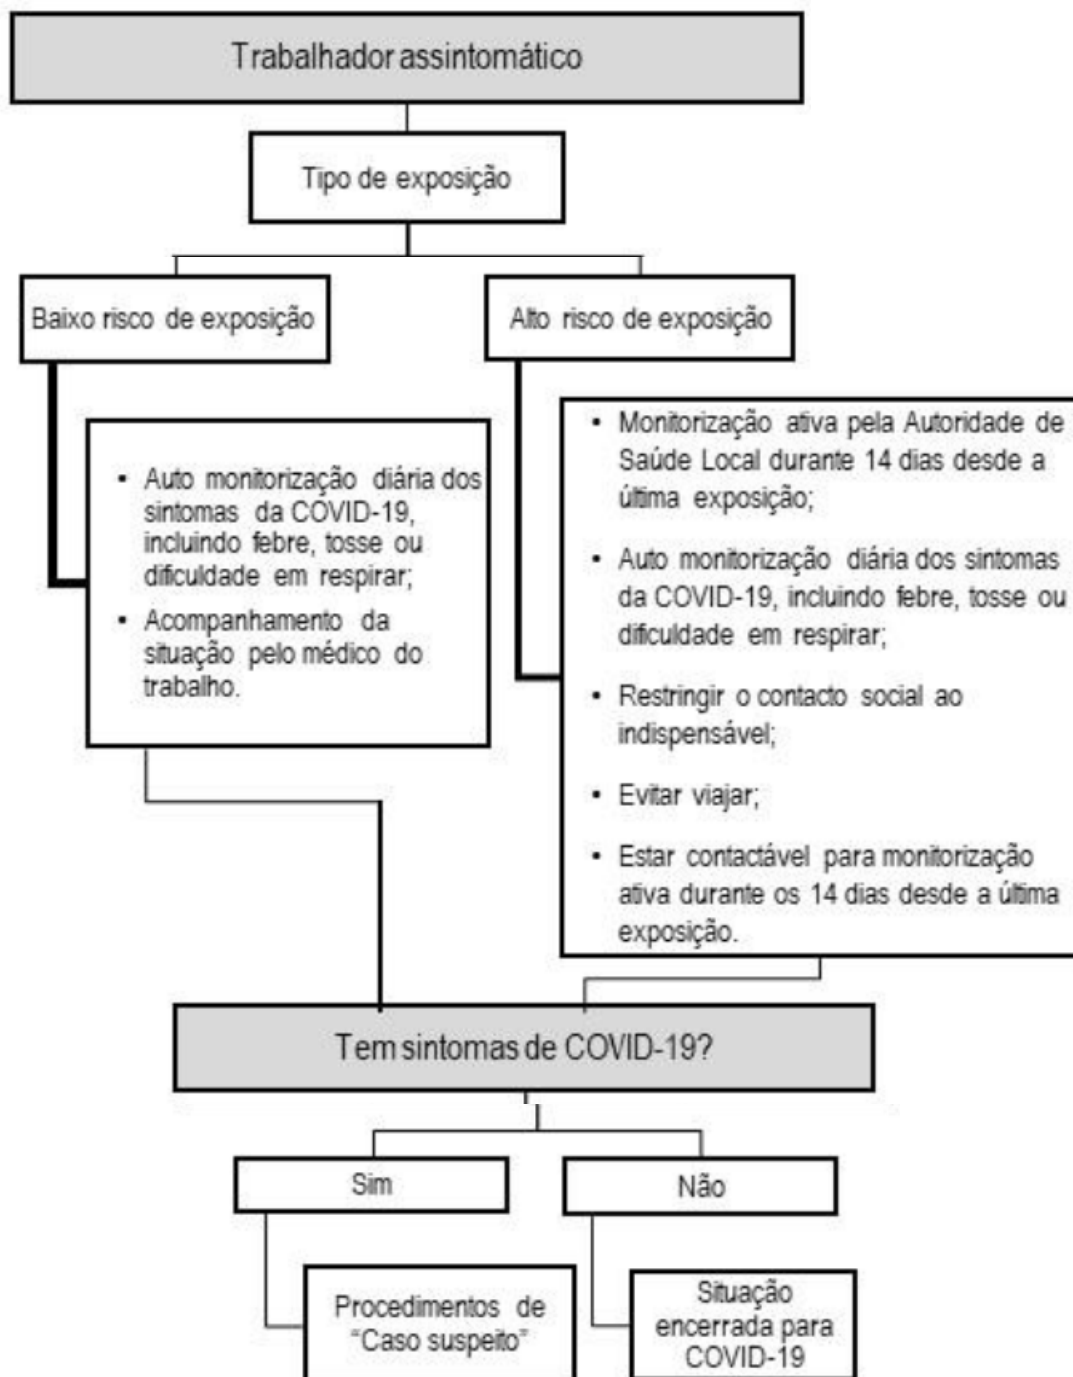 Trabalhador assintomático
Tipo de exposição
Baixo risco de exposição
Alto risco de exposição
• Auto monitorização diária dos
sintomas da COVID-19,
incluindo febre, tosse ou
dificuldade em respirar;
• Acompanhamento da
situação pelo médico do
trabalho.
• Monitorização ativa pela Autoridade de
Saúde Local durante 14 dias desde a
última exposição;
• Auto monitorização diária dos sintomas
da COVID-19, incluindo febre, tosse ou
dificuldade em respirar;
• Restringir o contacto social ao
indispensável;
• Evitar viajar;
• Estar contactável para monitorização
ativa durante os 14 dias desde a última
exposição.
Tem sintomas de COVID-19?
Sim
Não
Procedimentos de
“Caso suspeito”
Situação
encerrada para
COVID-19